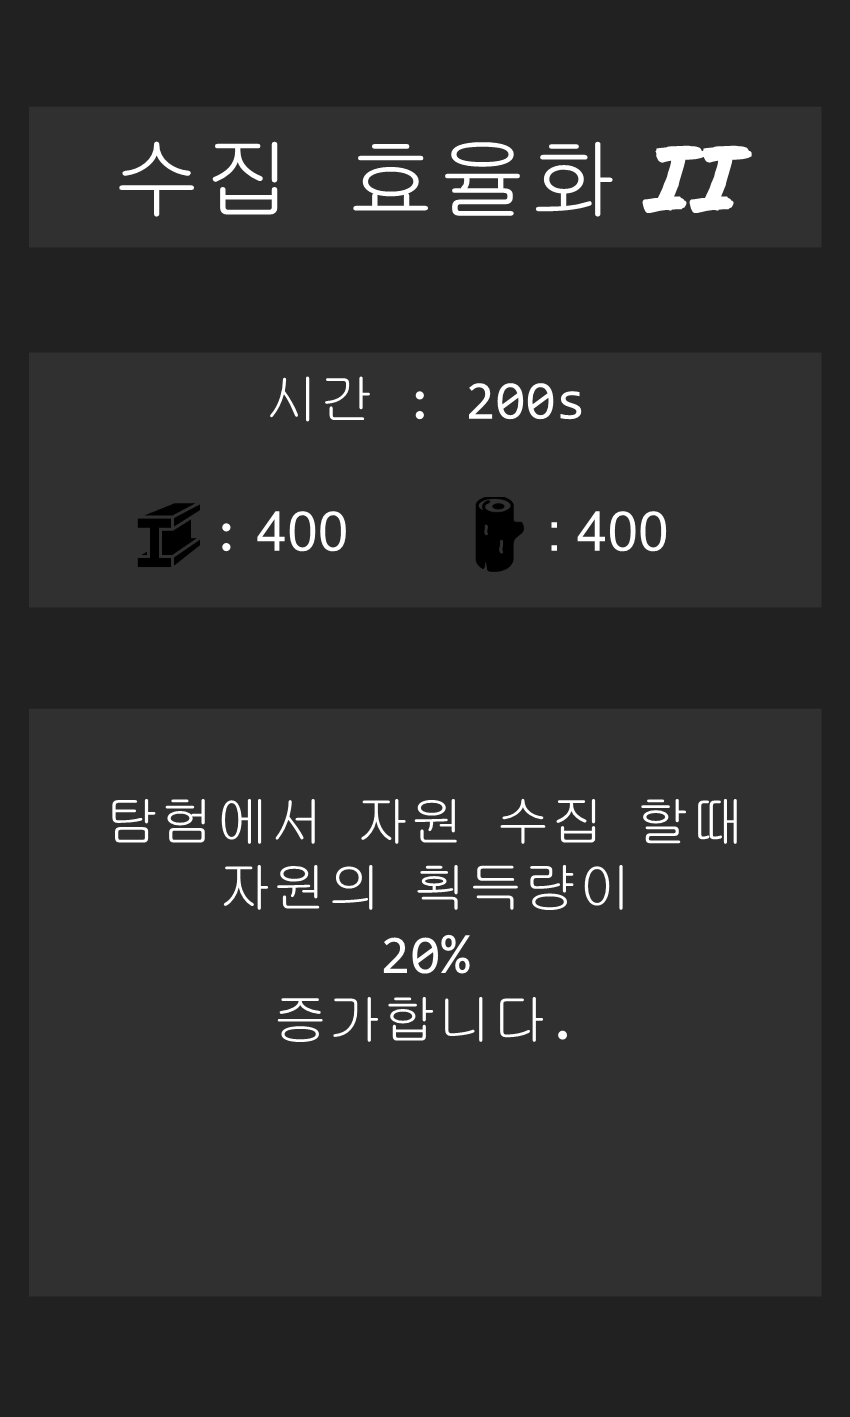 수집 효율화 II
시간 : 200s
: 400 : 400
탐험에서 자원 수집 할때
자원의 획득량이
20%
증가합니다.